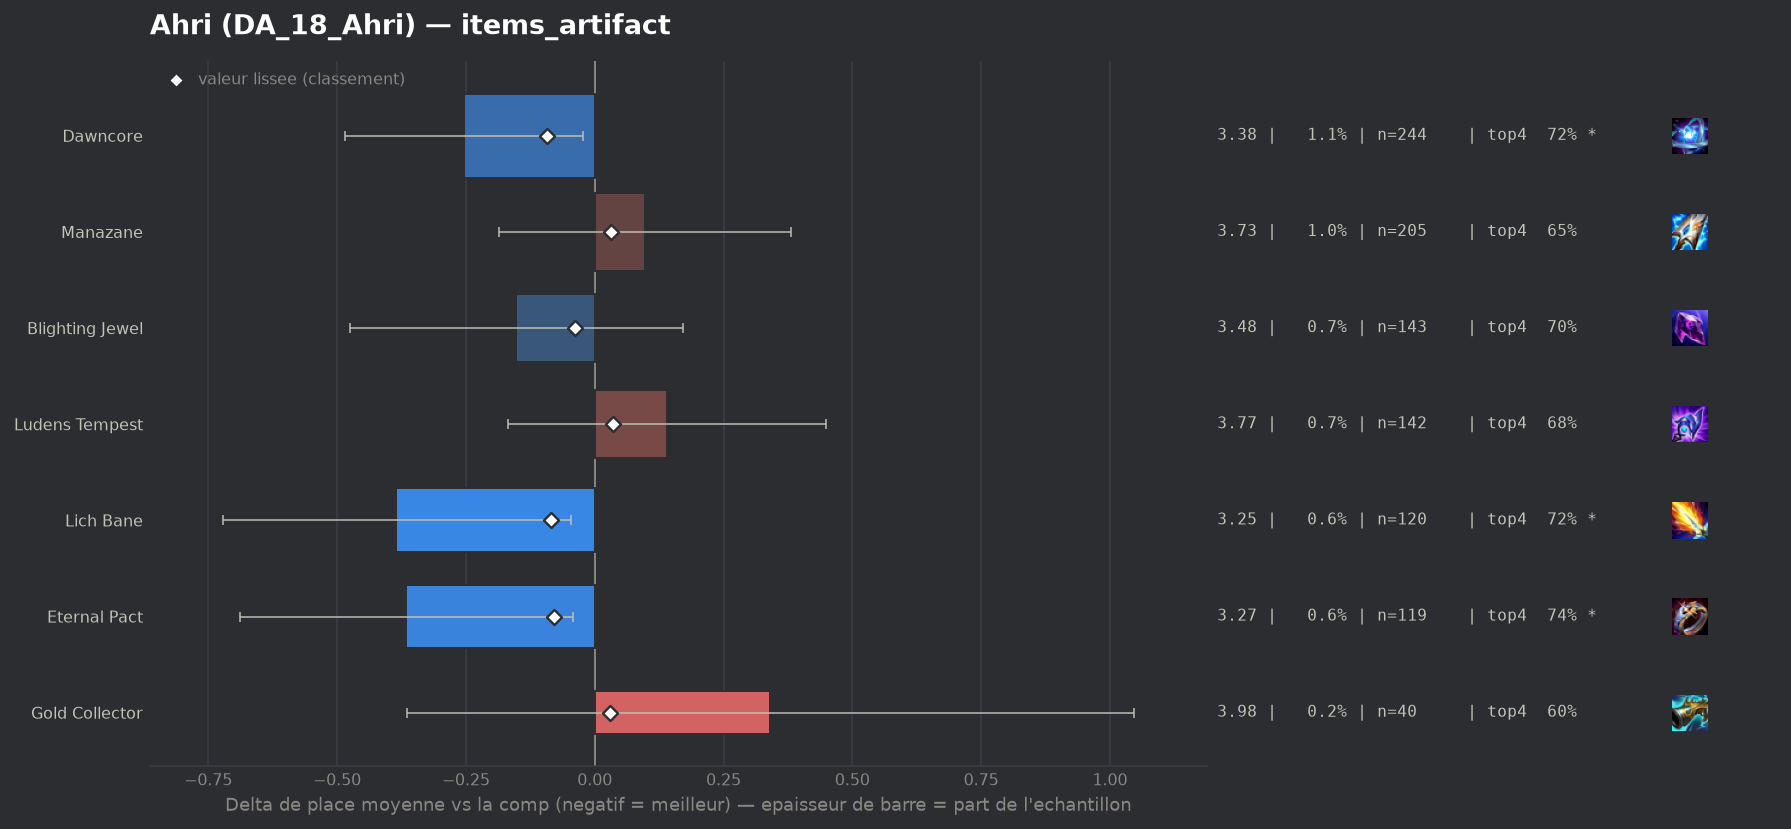 Ahri (DA_18_Ahri) — items_artifact
valeur lissee (classement)
Dawncore 3.38 | 1.1% | n=244 | top4 72% *
Manazane 3.73 | 1.0% | n=205 | top4 65%
Blighting Jewel 3.48 | 0.7% | n=143 | top4 70%
Ludens Tempest 3.77 | 0.7% | n=142 | top4 68%
Lich Bane 3.25 | 0.6% | n=120 | top4 72% *
Eternal Pact 3.27 | 0.6% | n=119 | top4 74% *
Gold Collector 3.98 | 0.2% | n=40 | top4 60%
−0.75 −0.50 −0.25 0.00 0.25 0.50 0.75 1.00
Delta de place moyenne vs la comp (negatif = meilleur) — epaisseur de barre = part de l'echantillon